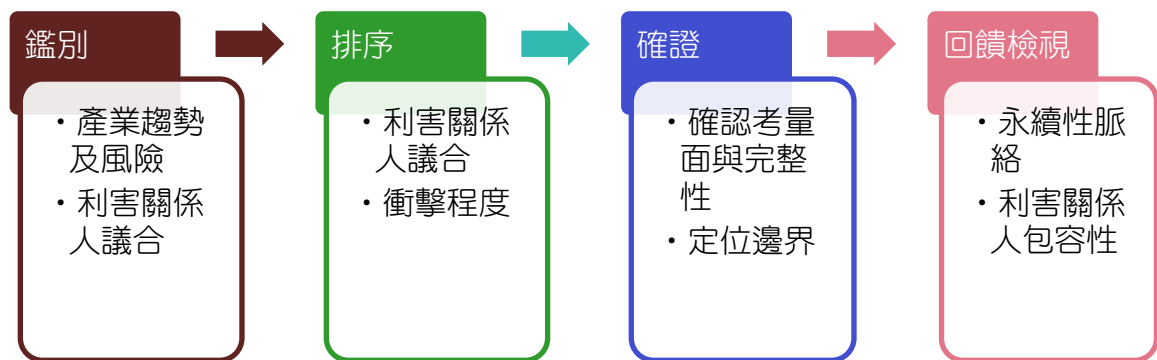 鑑別
・產業趨勢
及風險
・利害關係
人議合
排序
・利害關係
人議合
・衝擊程度
確證
・確認考量
面與完整
性
・定位邊界
回饋檢視
・永續性脈
絡
・利害關係
人包容性